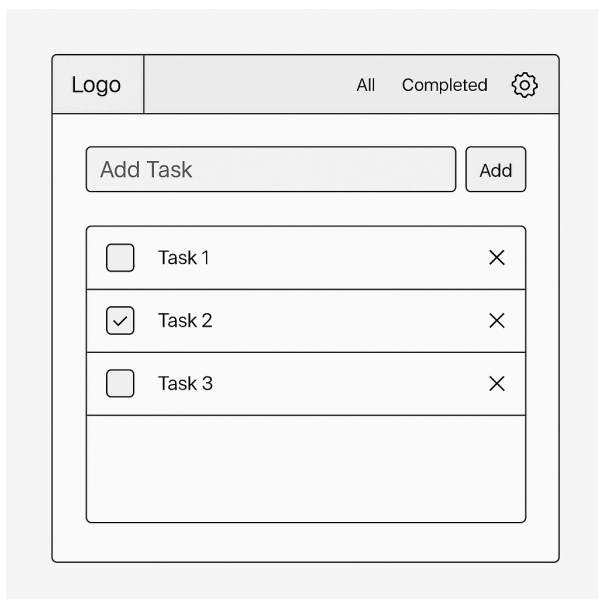 Logo All Completed
Add Task Add
Task 1
Task 2
Task 3